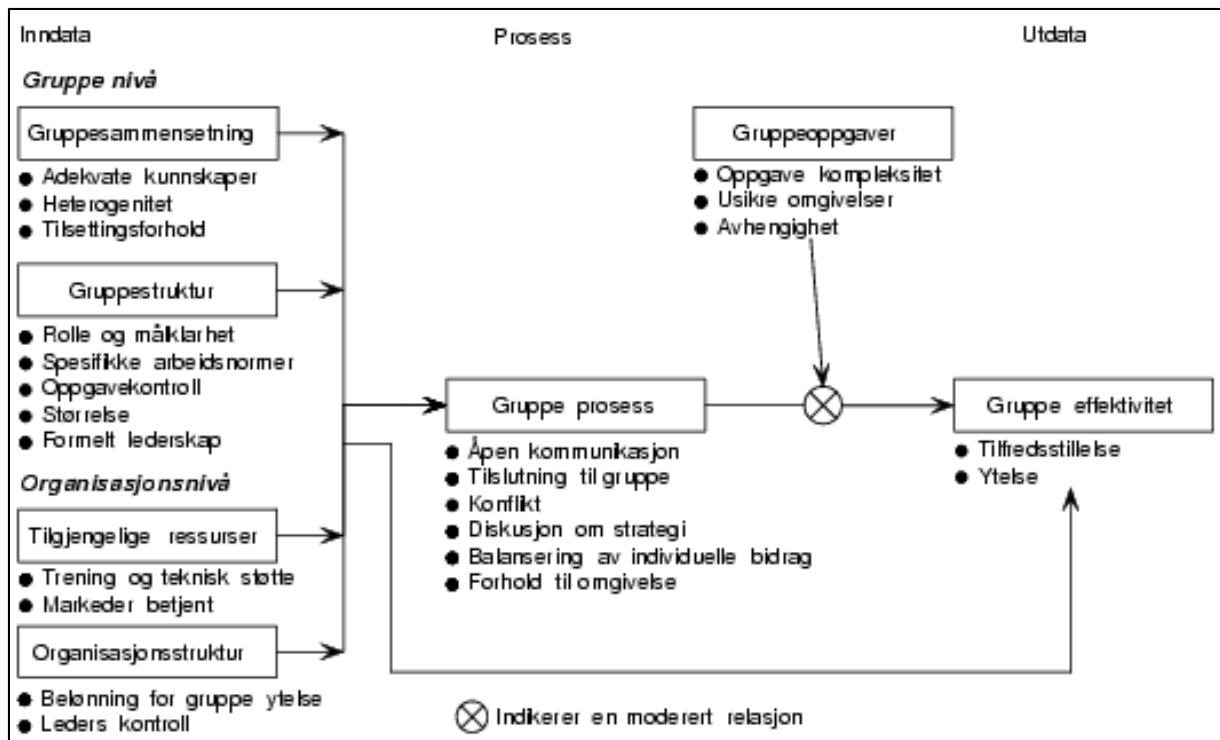 Inndata
Prosess
Utdata
Gruppe nivå
Gruppesammensetning
● Adekvate kunnskaper
● Heterogenitet
● Tilsettingsforhold
Gruppestruktur
● Rolle og målklarhet
● Spesifikke arbeidsnormer
● Oppgavekontroll
● Størrelse
● Formelt lederskap
Organisasjonsnivå
Tilgjengelige ressurser
● Trening og teknisk støtte
● Markeder betjent
Organisasjonsstruktur
● Belønning for gruppe ytelse
● Leders kontroll
Gruppe prosess
● Åpen kommunikasjon
● Tilslutning til gruppe
● Konflikt
● Diskusjon om strategi
● Balansering av individuelle bidrag
● Forhold til omgivelse
Gruppeoppgaver
● Oppgave kompleksitet
● Usikre omgivelser
● Avhengighet
Gruppe effektivitet
● Tilfredsstillelse
● Ytelse
Indikerer en moderert relasjon